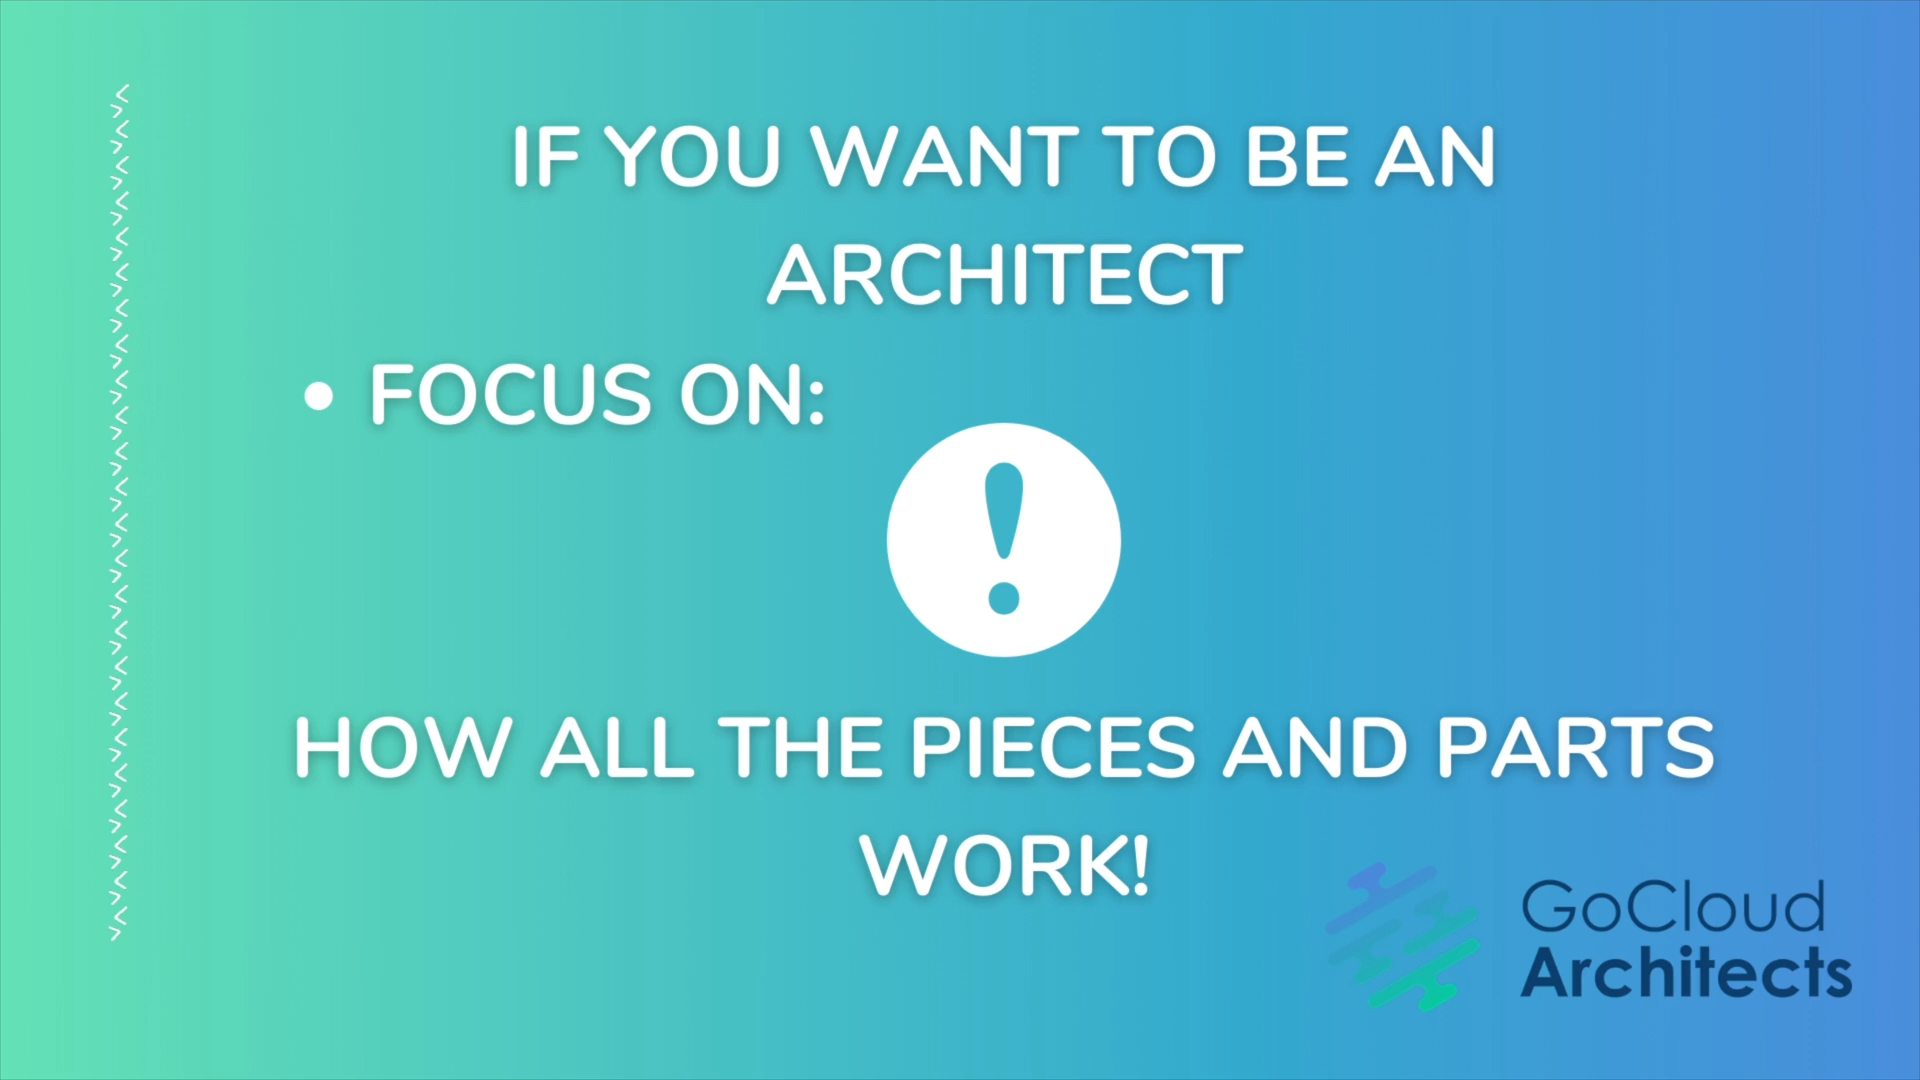 IF YOU WANT TO BE AN
ARCHITECT
• FOCUS ON:
!
HOW ALL THE PIECES AND PARTS
WORK!
GoCloud
Architects